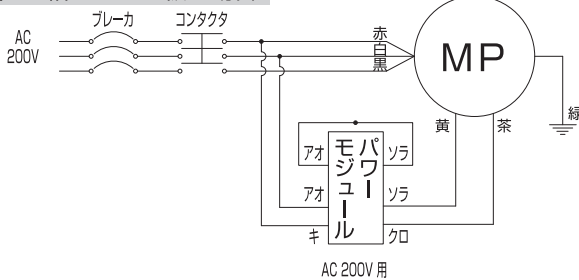 ブレーカ
コンタクタ
AC
200V
赤
白
黒
MP
緑
黄
茶
アオ
ソラ
パワー
モジュール
アオ
ソラ
キ
クロ
AC 200V 用